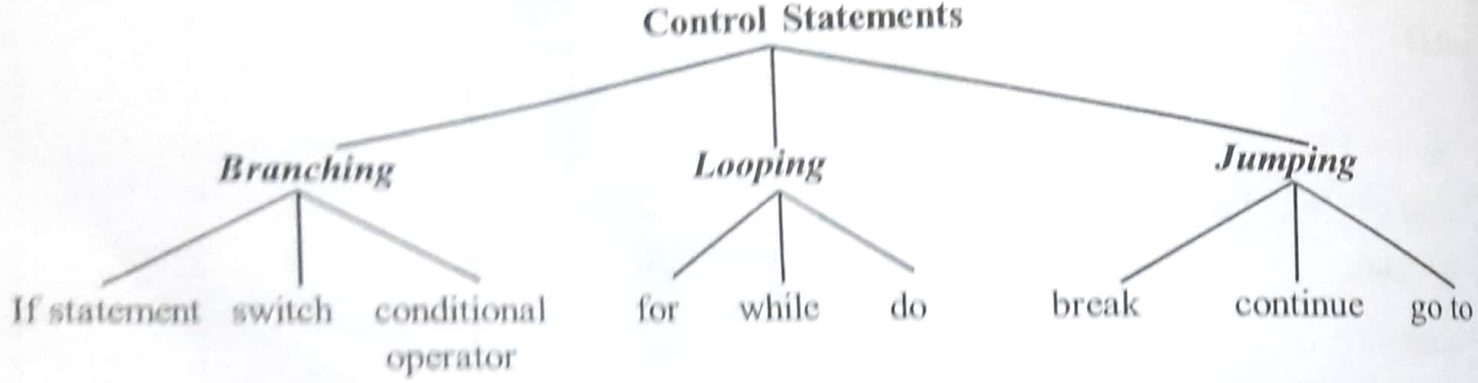 Control Statements
Branching Looping Jumping
If statement switch conditional operator for while do break continue go to